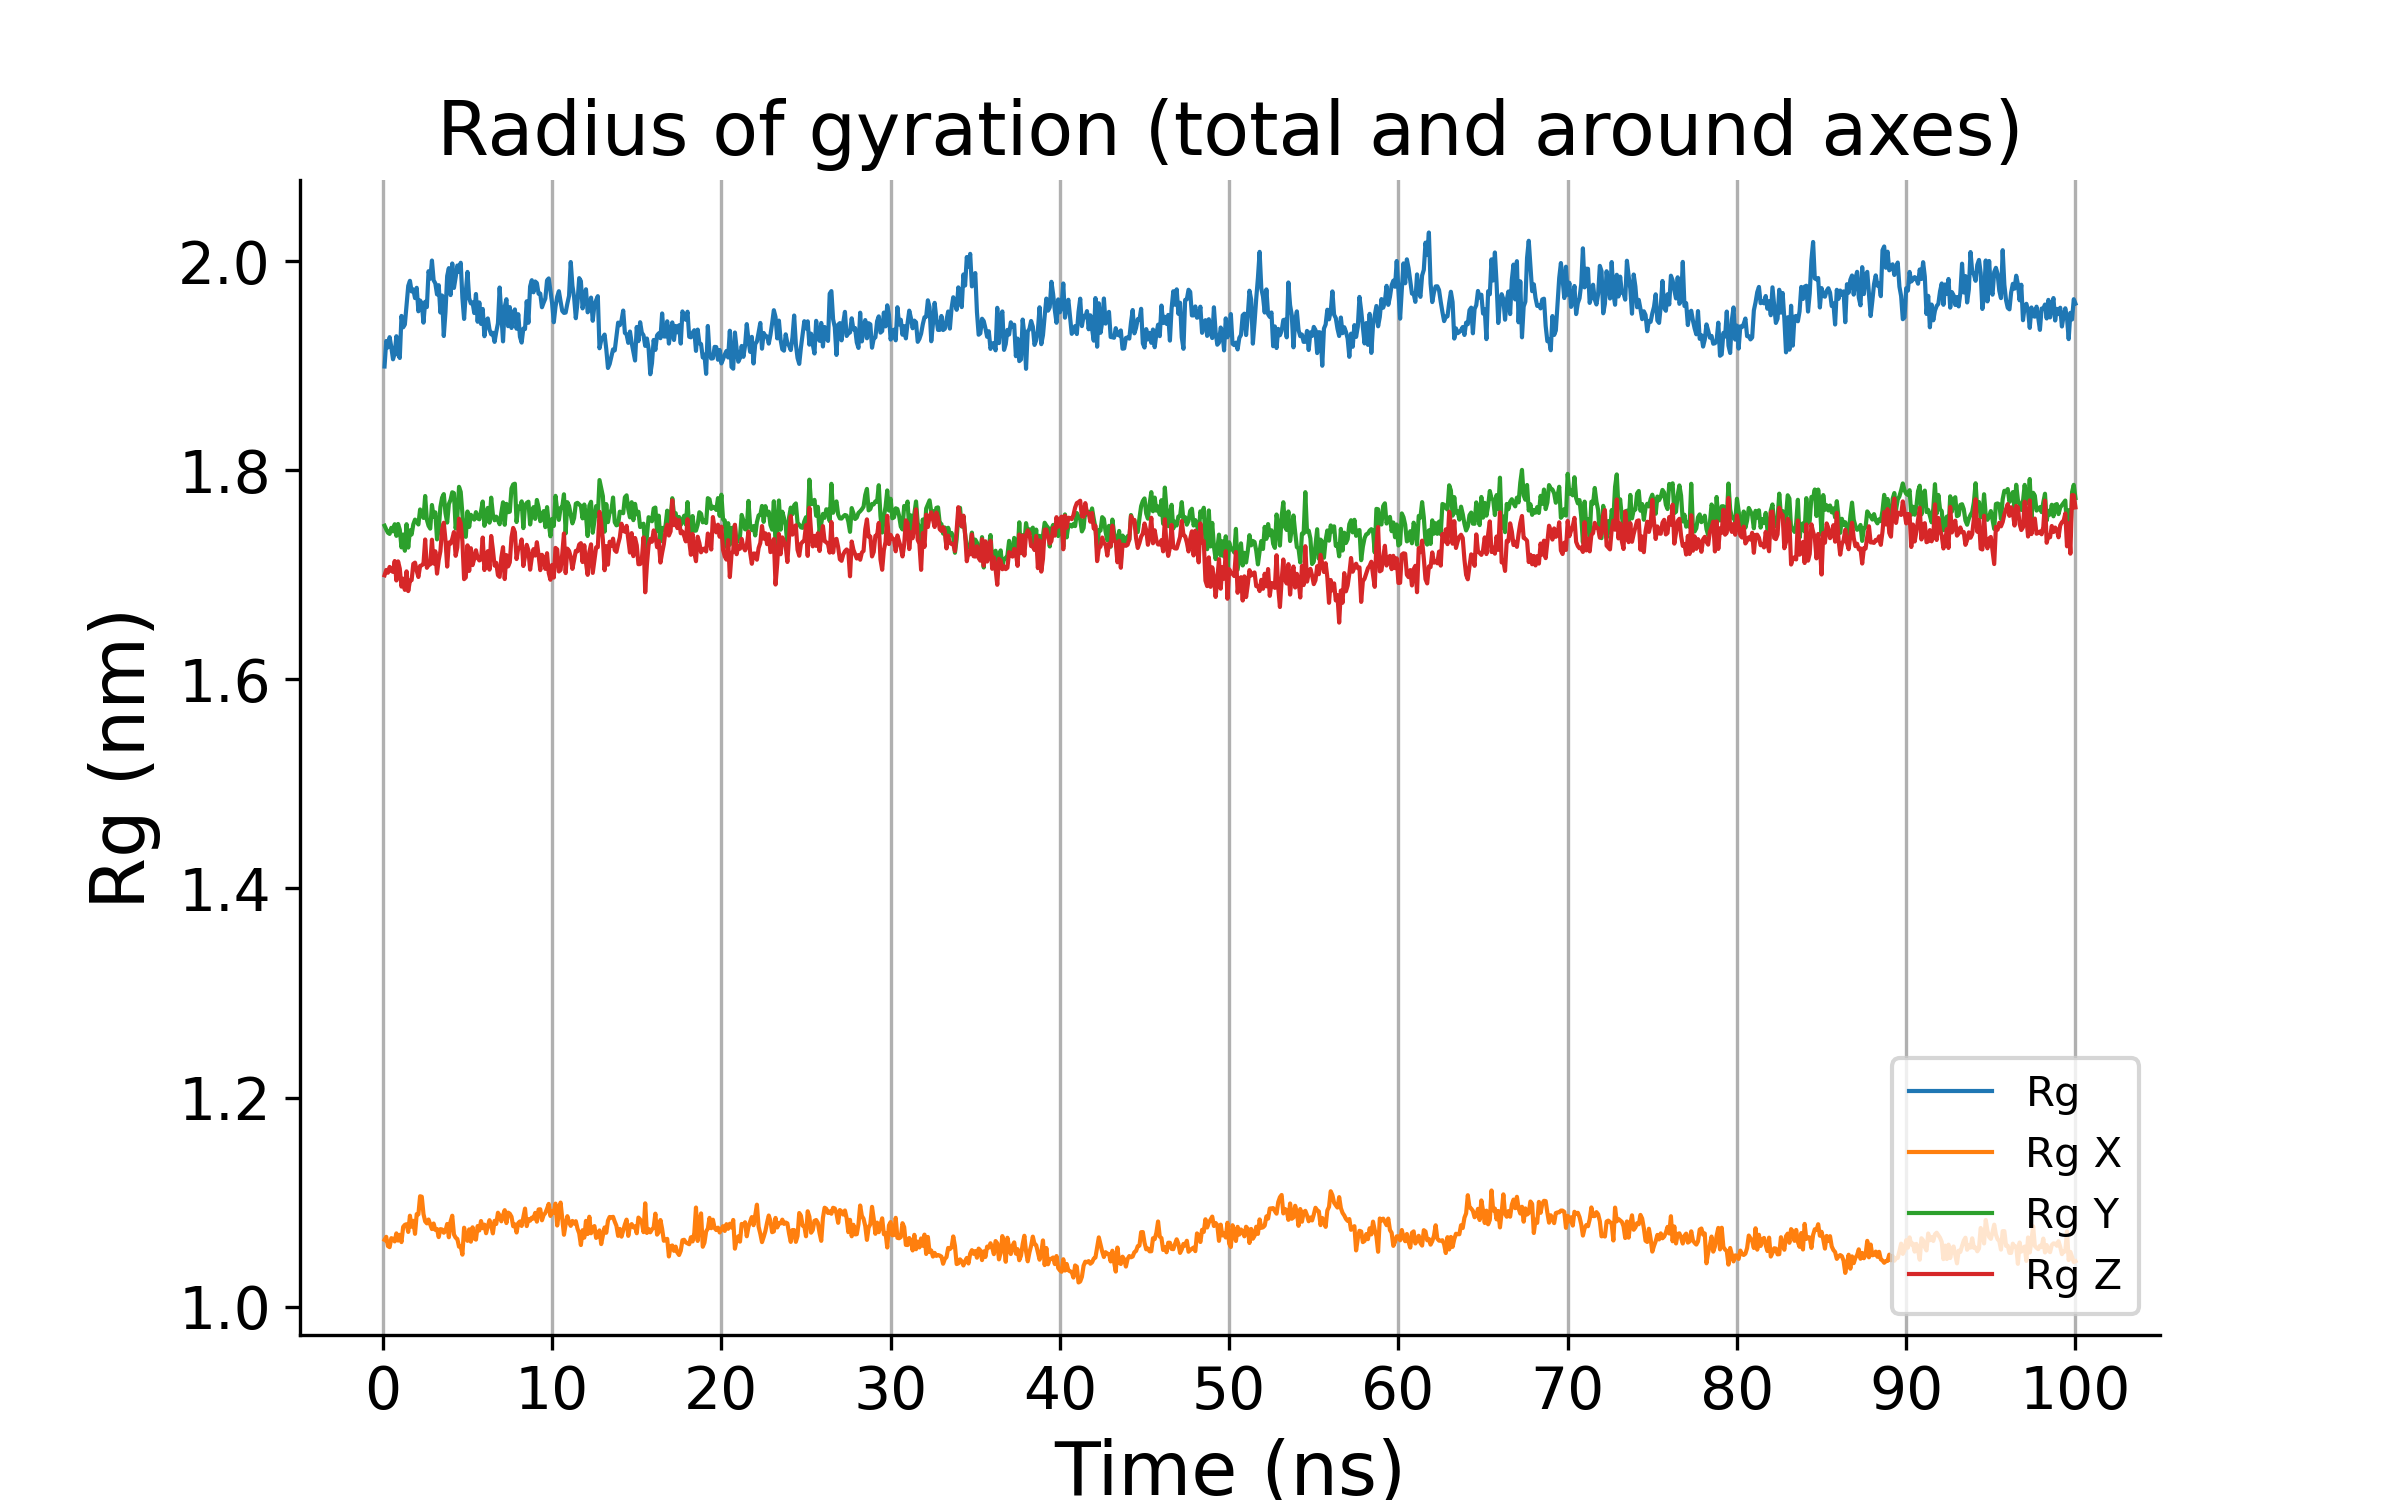 Radius of gyration (total and around axes)
2.0
1.8
1.6
1.4
1.2
1.0
Rg (nm)
Rg
Rg X
Rg Y
Rg Z
0 10 20 30 40 50 60 70 80 90 100
Time (ns)